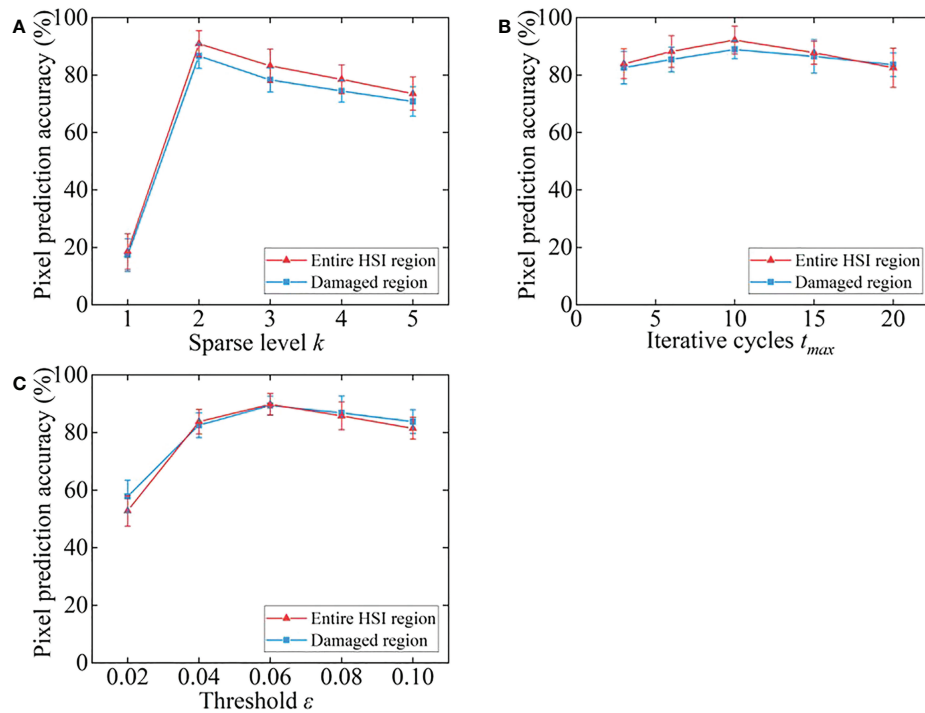 A
Pixel prediction accuracy (%)
100
80
60
40
20
0
Entire HSI region
Damaged region
1 2 3 4 5
Sparse level k
B
Pixel prediction accuracy (%)
100
80
60
40
20
0
Entire HSI region
Damaged region
0 5 10 15 20
Iterative cycles tmax
C
Pixel prediction accuracy (%)
100
80
60
40
20
0
Entire HSI region
Damaged region
0.02 0.04 0.06 0.08 0.10
Threshold ε